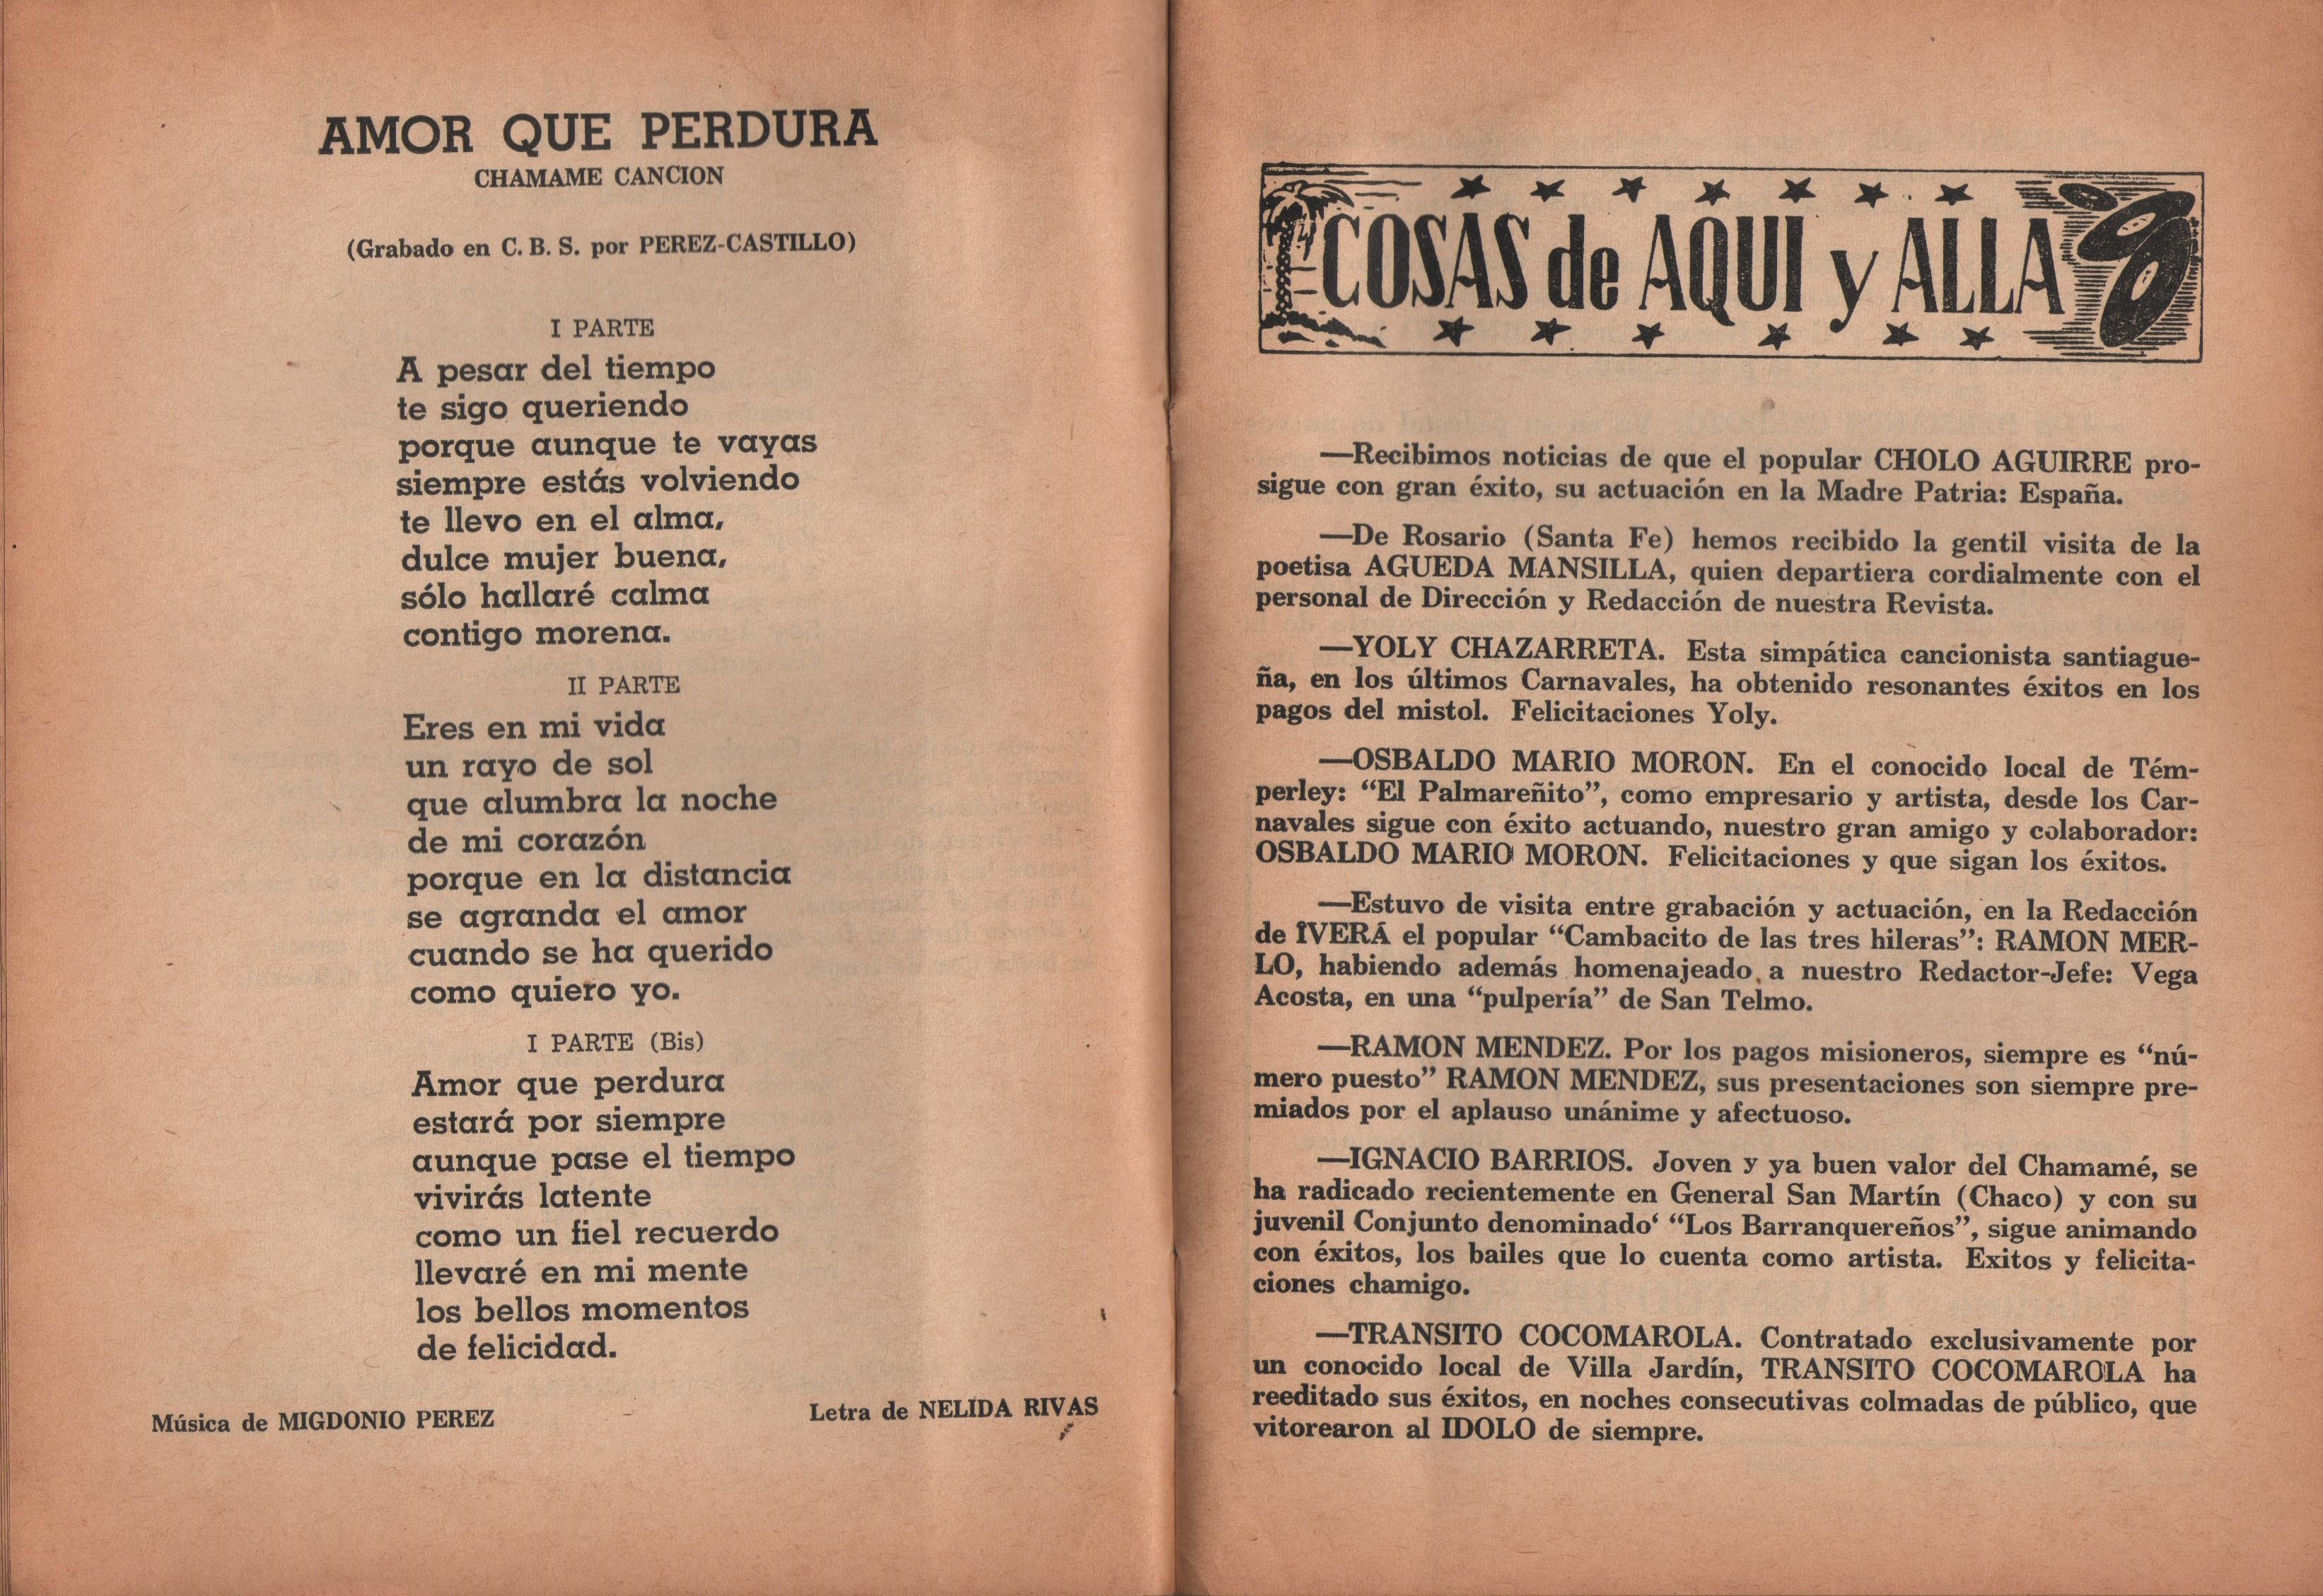 AMOR QUE PERDURA
CHAMAME CANCION
(Grabado en C. B. S. por PEREZ-CASTILLO)
I PARTE
A pesar del tiempo
te sigo queriendo
porque aunque te vayas
siempre estás volviendo
te llevo en el alma,
dulce mujer buena,
sólo hallaré calma
contigo morena.
II PARTE
Eres en mi vida
un rayo de sol
que alumbra la noche
de mi corazón
porque en la distancia
se agranda el amor
cuando se ha querido
como quiero yo.
I PARTE (Bis)
Amor que perdura
estará por siempre
aunque pase el tiempo
vivirás latente
como un fiel recuerdo
llevaré en mi mente
los bellos momentos
de felicidad.
Música de MIGDONIO PEREZ
Letra de NELIDA RIVAS
COSAS de AQUI y ALLA
—Recibimos noticias de que el popular CHOLO AGUIRRE pro-
sigue con gran éxito, su actuación en la Madre Patria: España.
—De Rosario (Santa Fe) hemos recibido la gentil visita de la
poetisa AGUEDA MANSILLA, quien departiera cordialmente con el
personal de Dirección y Redacción de nuestra Revista.
—YOLY CHAZARRETA. Esta simpática cancionista santiague-
ña, en los últimos Carnavales, ha obtenido resonantes éxitos en los
pagos del mistol. Felicitaciones Yoly.
—OSBALDO MARIO MORON. En el conocido local de Tém-
perley: “El Palmareñito”, como empresario y artista, desde los Car-
navales sigue con éxito actuando, nuestro gran amigo y colaborador:
OSBALDO MARIO MORON. Felicitaciones y que sigan los éxitos.
—Estuvo de visita entre grabación y actuación, en la Redacción
de ÎVERÁ el popular “Cambacito de las tres hileras”: RAMON MER-
LO, habiendo además homenajeado a nuestro Redactor-Jefe: Vega
Acosta, en una “pulpería” de San Telmo.
—RAMON MENDEZ. Por los pagos misioneros, siempre es “nú-
mero puesto” RAMON MENDEZ, sus presentaciones son siempre pre-
miados por el aplauso unánime y afectuoso.
—IGNACIO BARRIOS. Joven y ya buen valor del Chamamé, se
ha radicado recientemente en General San Martín (Chaco) y con su
juvenil Conjunto denominado‘ “Los Barranquereños”, sigue animando
con éxitos, los bailes que lo cuenta como artista. Exitos y felicita-
ciones chamigo.
—TRANSITO COCOMAROLA. Contratado exclusivamente por
un conocido local de Villa Jardín, TRANSITO COCOMAROLA ha
reeditado sus éxitos, en noches consecutivas colmadas de público, que
vitorearon al IDOLO de siempre.